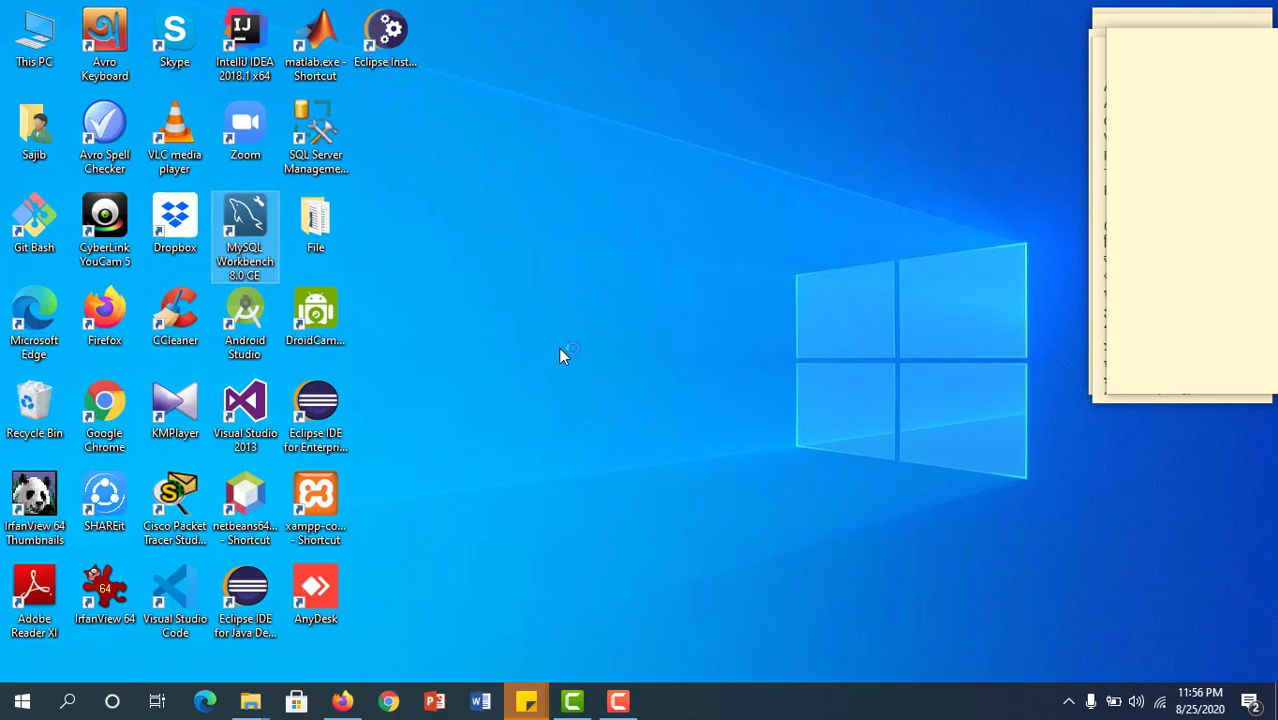 This PC
Avro
Keyboard
Skype
IntelliJ IDEA
2018.1 x64
matlab.exe -
Shortcut
Eclipse Inst...
Sajib
Avro Spell
Checker
VLC media
player
Zoom
SQL Server
Manageme...
Git Bash
CyberLink
YouCam 5
Dropbox
MySQL
Workbench
8.0 CE
File
Microsoft
Edge
Firefox
CCleaner
Android
Studio
DroidCam...
Recycle Bin
Google
Chrome
KMPlayer
Visual Studio
2013
Eclipse IDE
for Enterpri...
IrfanView 64
Thumbnails
SHAREit
Cisco Packet
Tracer Stud...
netbeans64...
- Shortcut
xampp-co...
- Shortcut
Adobe
Reader XI
64
IrfanView 64
Visual Studio
Code
Eclipse IDE
for Java De...
AnyDesk
11:56 PM
8/25/2020
2